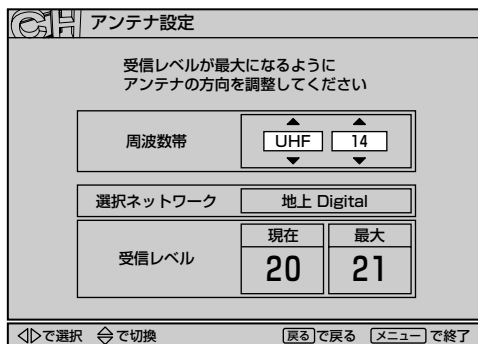 CH アンテナ設定
受信レベルが最大になるように
アンテナの方向を調整してください
周波数帯 UHF 14
選択ネットワーク 地上 Digital
受信レベル
現在 最大
20 21
で選択 で切換 戻るで戻る メニューで終了